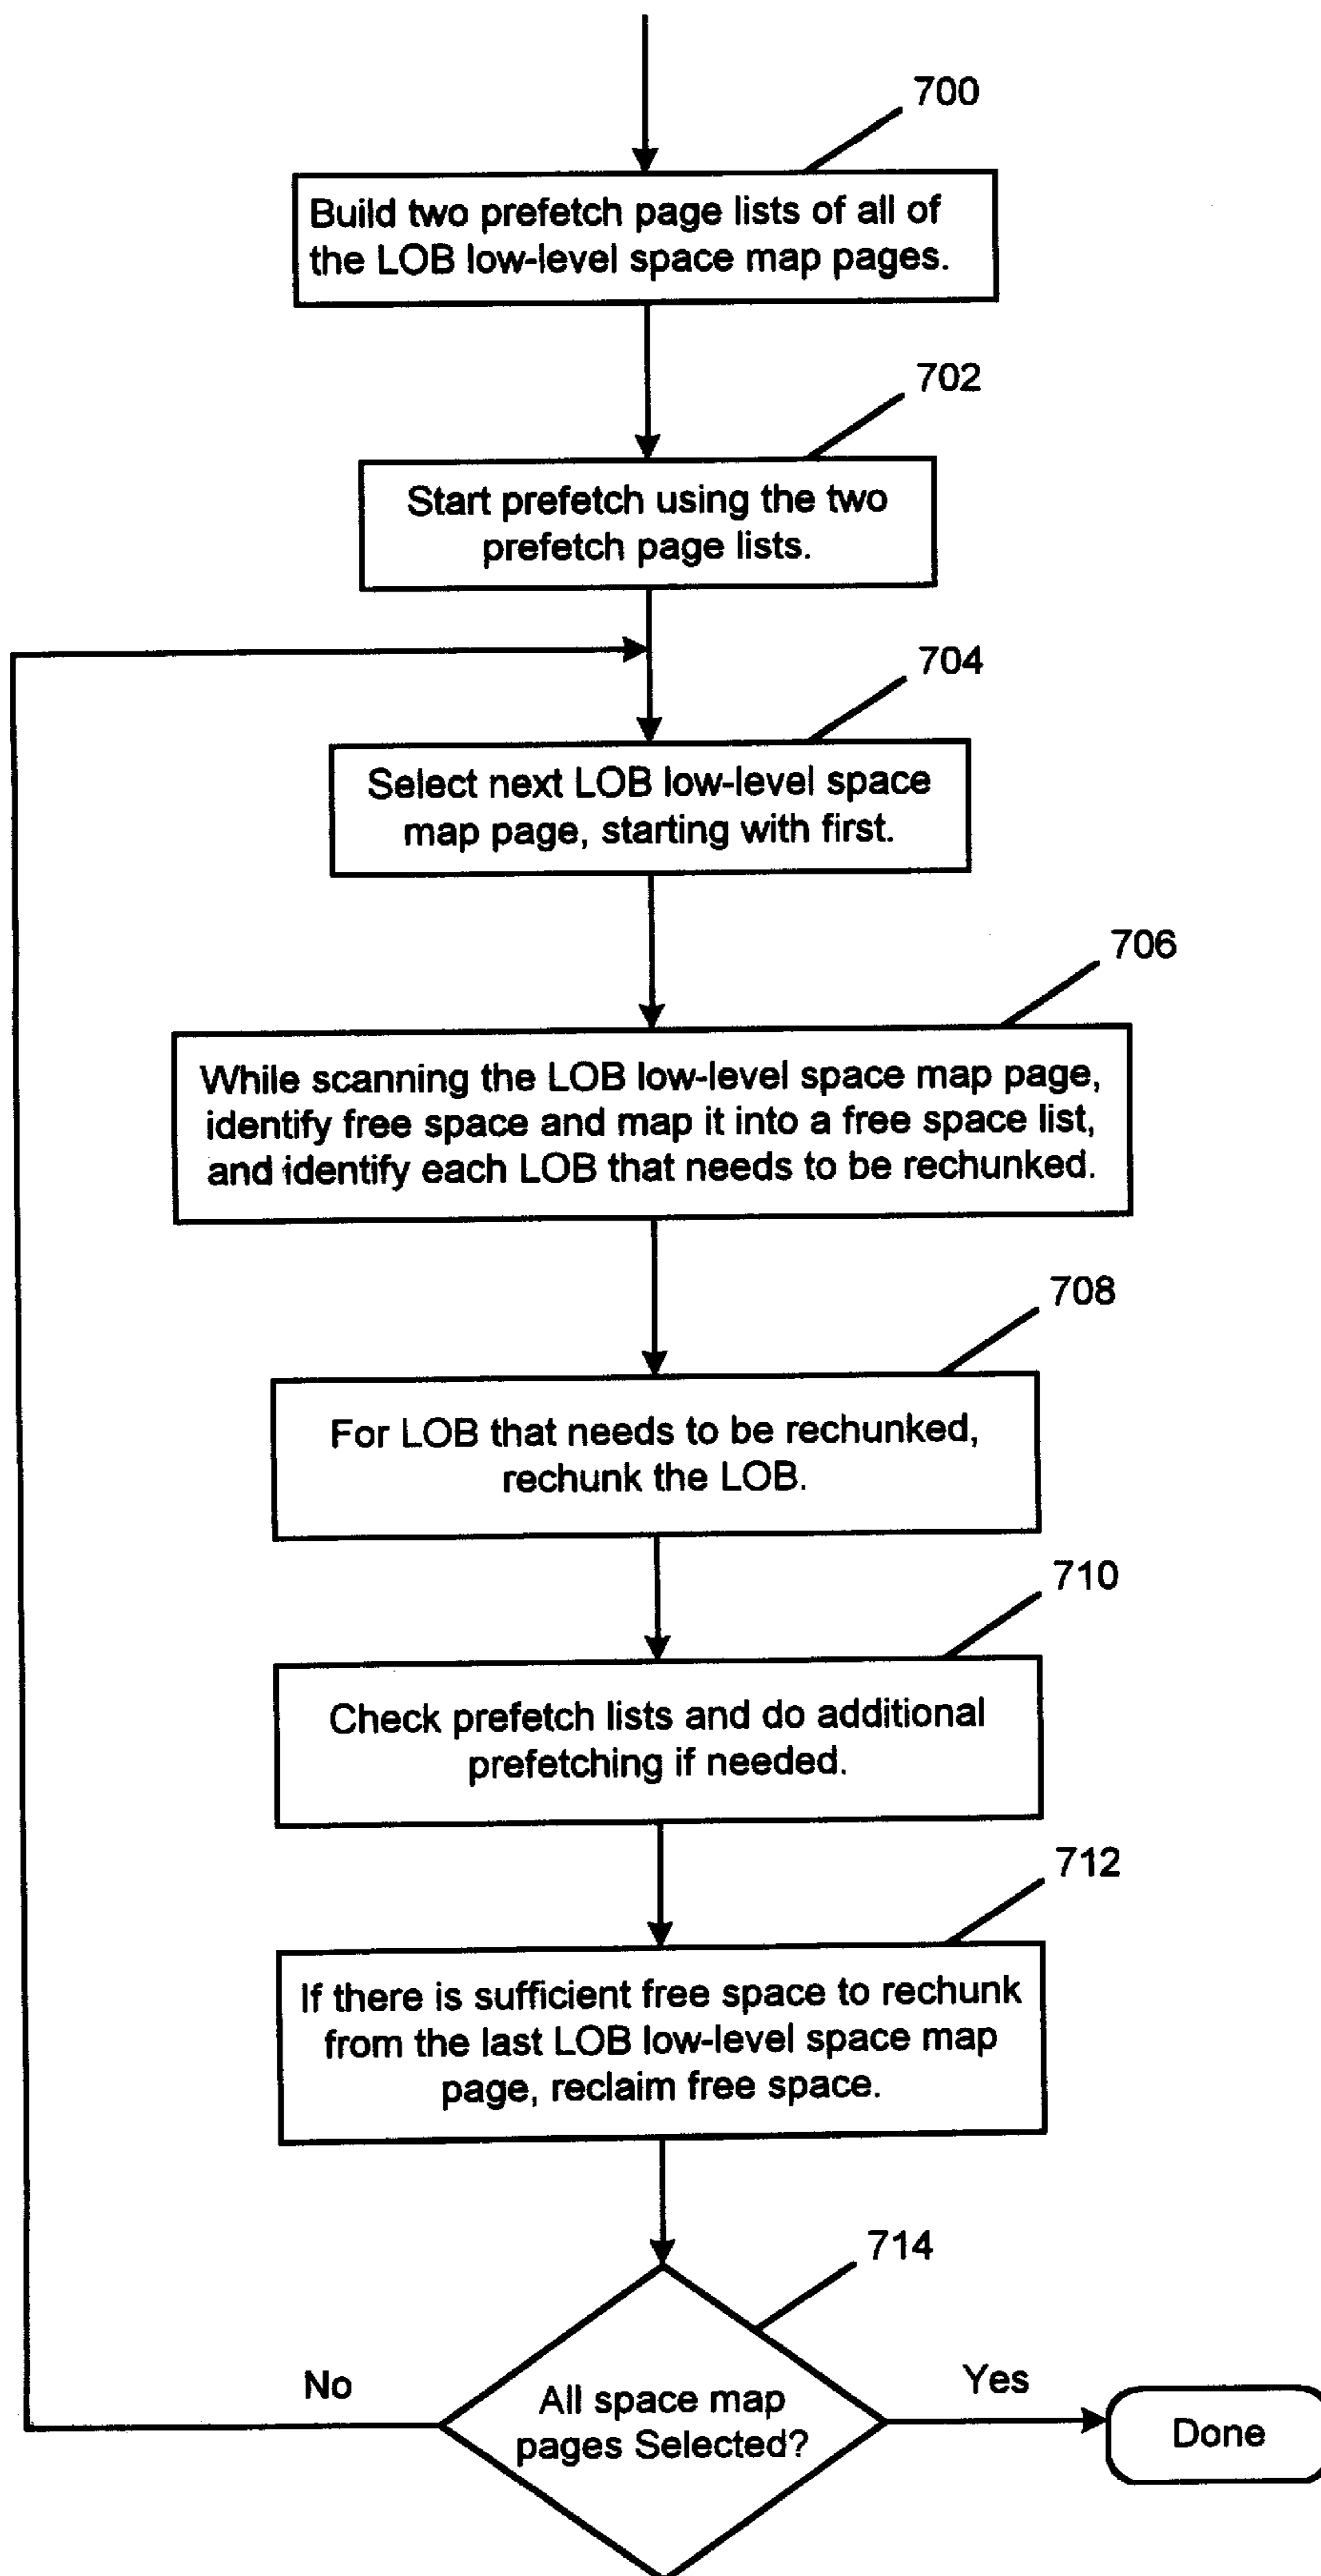 700
Build two prefetch page lists of all of
the LOB low-level space map pages.
702
Start prefetch using the two
prefetch page lists.
704
Select next LOB low-level space
map page, starting with first.
706
While scanning the LOB low-level space map page,
identify free space and map it into a free space list,
and identify each LOB that needs to be rechunked.
708
For LOB that needs to be rechunked,
rechunk the LOB.
710
Check prefetch lists and do additional
prefetching if needed.
712
If there is sufficient free space to rechunk
from the last LOB low-level space map
page, reclaim free space.
714
No
All space map
pages Selected?
Yes
Done